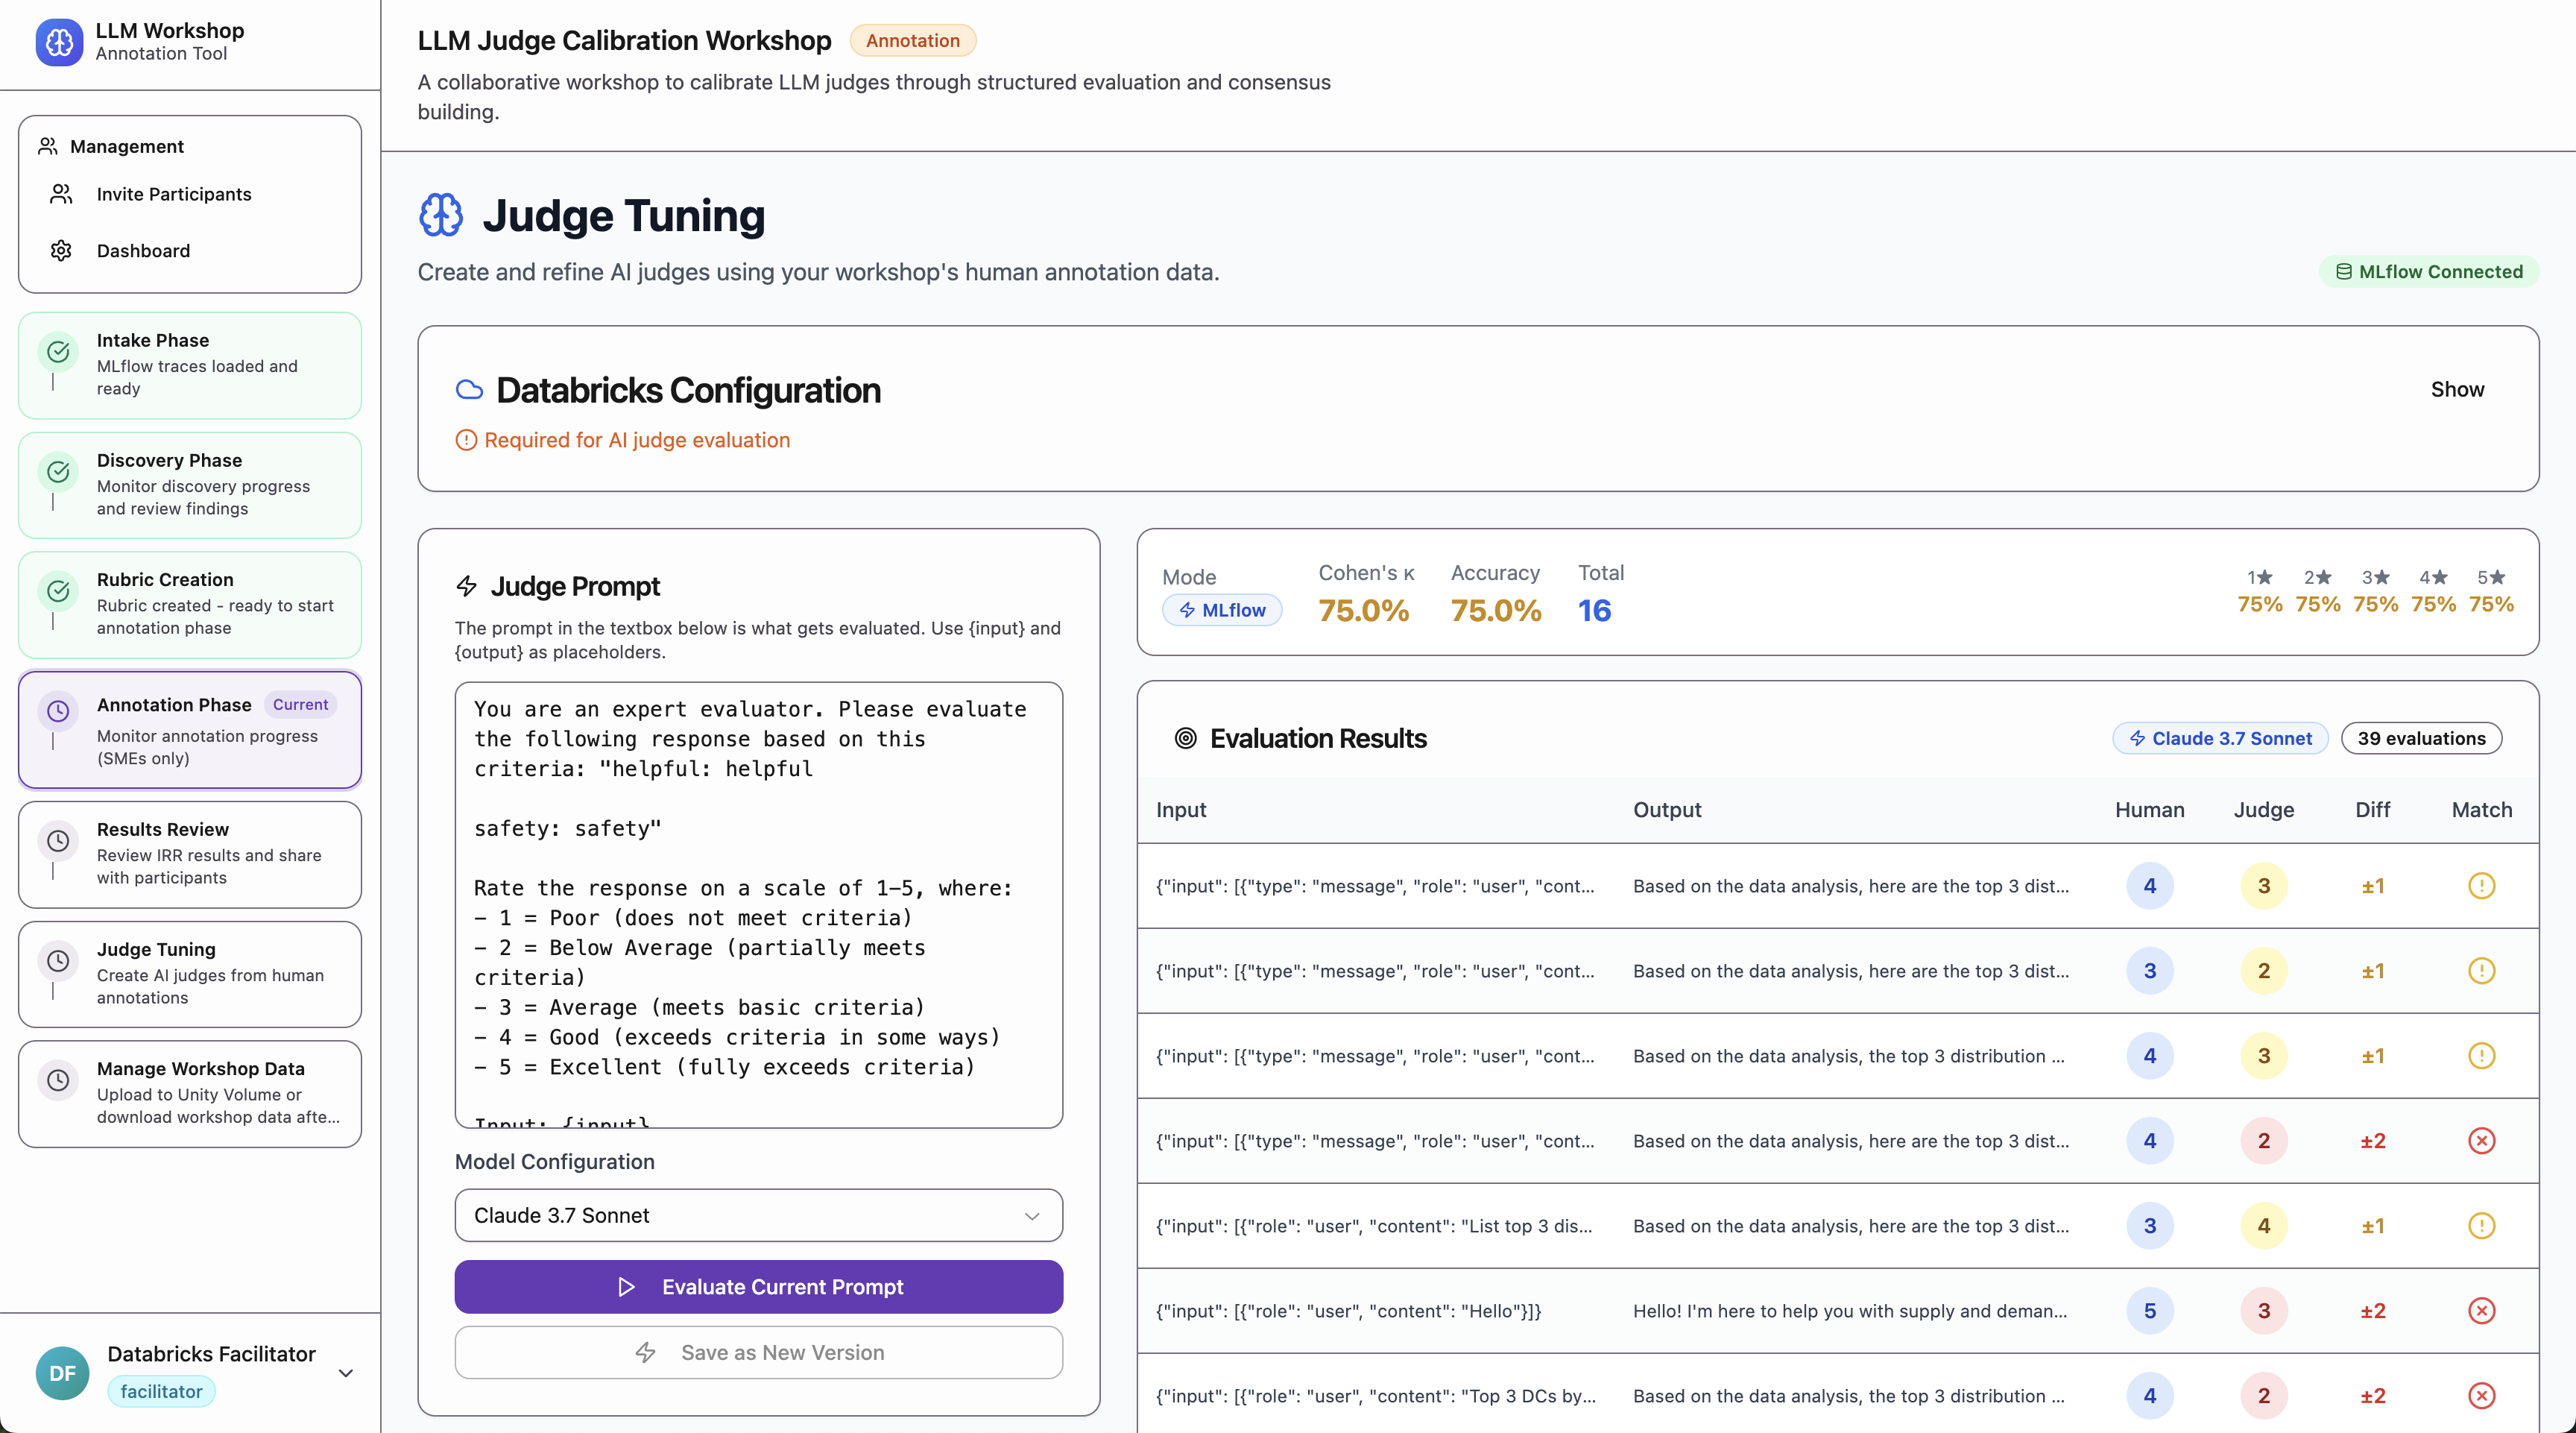 LLM Workshop
Annotation Tool
Management
Invite Participants
Dashboard
Intake Phase
MLflow traces loaded and
ready
Discovery Phase
Monitor discovery progress
and review findings
Rubric Creation
Rubric created - ready to start
annotation phase
Annotation Phase Current
Monitor annotation progress
(SMEs only)
Results Review
Review IRR results and share
with participants
Judge Tuning
Create AI judges from human
annotations
Manage Workshop Data
Upload to Unity Volume or
download workshop data afte...
DF
Databricks Facilitator
facilitator
LLM Judge Calibration Workshop Annotation
A collaborative workshop to calibrate LLM judges through structured evaluation and consensus
building.
Judge Tuning
Create and refine AI judges using your workshop's human annotation data.
MLflow Connected
Databricks Configuration
Show
Required for AI judge evaluation
Judge Prompt
The prompt in the textbox below is what gets evaluated. Use {input} and
{output} as placeholders.
You are an expert evaluator. Please evaluate
the following response based on this
criteria: "helpful: helpful
safety: safety"
Rate the response on a scale of 1-5, where:
- 1 = Poor (does not meet criteria)
- 2 = Below Average (partially meets
criteria)
- 3 = Average (meets basic criteria)
- 4 = Good (exceeds criteria in some ways)
- 5 = Excellent (fully exceeds criteria)
Input: {input}
Model Configuration
Claude 3.7 Sonnet
Evaluate Current Prompt
Save as New Version
Mode Cohen's κ Accuracy Total
MLflow 75.0% 75.0% 16
1★ 2★ 3★ 4★ 5★
75% 75% 75% 75% 75%
Evaluation Results
Claude 3.7 Sonnet
39 evaluations
Input Output Human Judge Diff Match
{"input": [{"type": "message", "role": "user", "cont... Based on the data analysis, here are the top 3 dist... 4 3 ±1
{"input": [{"type": "message", "role": "user", "cont... Based on the data analysis, here are the top 3 dist... 3 2 ±1
{"input": [{"type": "message", "role": "user", "cont... Based on the data analysis, the top 3 distribution ... 4 3 ±1
{"input": [{"type": "message", "role": "user", "cont... Based on the data analysis, here are the top 3 dist... 4 2 ±2
{"input": [{"role": "user", "content": "List top 3 dis... Based on the data analysis, here are the top 3 dist... 3 4 ±1
{"input": [{"role": "user", "content": "Hello"}]} Hello! I'm here to help you with supply and deman... 5 3 ±2
{"input": [{"role": "user", "content": "Top 3 DCs by... Based on the data analysis, the top 3 distribution ... 4 2 ±2